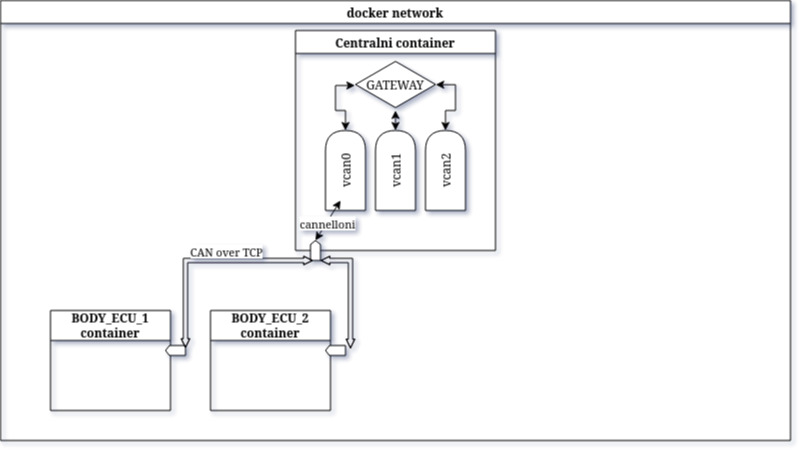 docker network
Centralni container
GATEWAY
vcan0
vcan1
vcan2
cannelloni
CAN over TCP
BODY_ECU_1
container
BODY_ECU_2
container